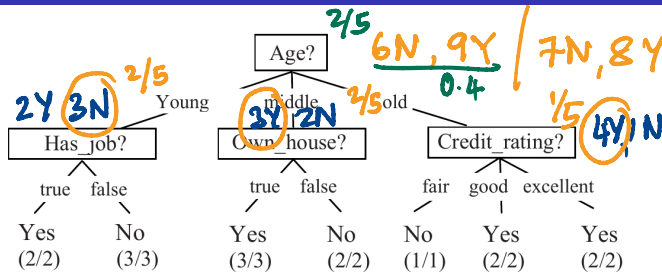 2/5
Age? 6N, 9Y / 7N, 8Y
0.4
2Y 3N 2/5 Young middle 2/5 old 1/5
3Y 2N 4Y, 1N
Has_job? Own_house? Credit_rating?
true false true false fair good excellent
Yes No Yes No No Yes Yes
(2/2) (3/3) (3/3) (2/2) (1/1) (2/2) (2/2)